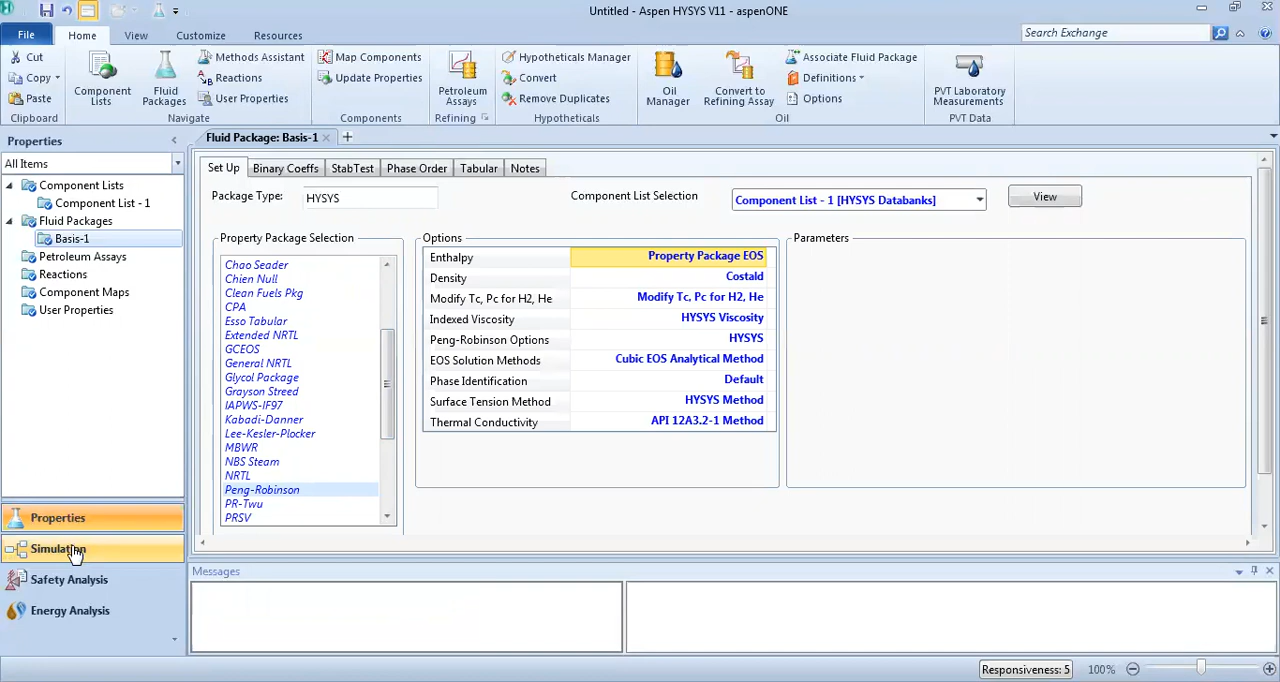 Untitled - Aspen HYSYS V11 - aspenONE
File Home View Customize Resources Search Exchange
Cut
Copy
Paste
Clipboard
Component Lists
Fluid Packages
Methods Assistant
Reactions
User Properties
Navigate
Map Components
Update Properties
Components
Petroleum Assays
Refining
Hypotheticals Manager
Convert
Remove Duplicates
Hypotheticals
Oil Manager
Convert to Refining Assay
Associate Fluid Package
Definitions
Options
Oil
PVT Laboratory Measurements
PVT Data
Properties
All Items
Component Lists
Component List - 1
Fluid Packages
Basis-1
Petroleum Assays
Reactions
Component Maps
User Properties
Properties
Simulation
Safety Analysis
Energy Analysis
Fluid Package: Basis-1
Set Up Binary Coeffs StabTest Phase Order Tabular Notes
Package Type: HYSYS Component List Selection Component List - 1 [HYSYS Databanks] View
Property Package Selection
Chao Seader
Chien Null
Clean Fuels Pkg
CPA
Esso Tabular
Extended NRTL
GCEOS
General NRTL
Glycol Package
Grayson Streed
IAPWS-IF97
Kabadi-Danner
Lee-Kesler-Plocker
MBWR
NBS Steam
NRTL
Peng-Robinson
PR-Twu
PRSV
Options
Enthalpy Property Package EOS
Density Costald
Modify Tc, Pc for H2, He Modify Tc, Pc for H2, He
Indexed Viscosity HYSYS Viscosity
Peng-Robinson Options HYSYS
EOS Solution Methods Cubic EOS Analytical Method
Phase Identification Default
Surface Tension Method HYSYS Method
Thermal Conductivity API 12A3.2-1 Method
Parameters
Messages
Responsiveness: 5 100%